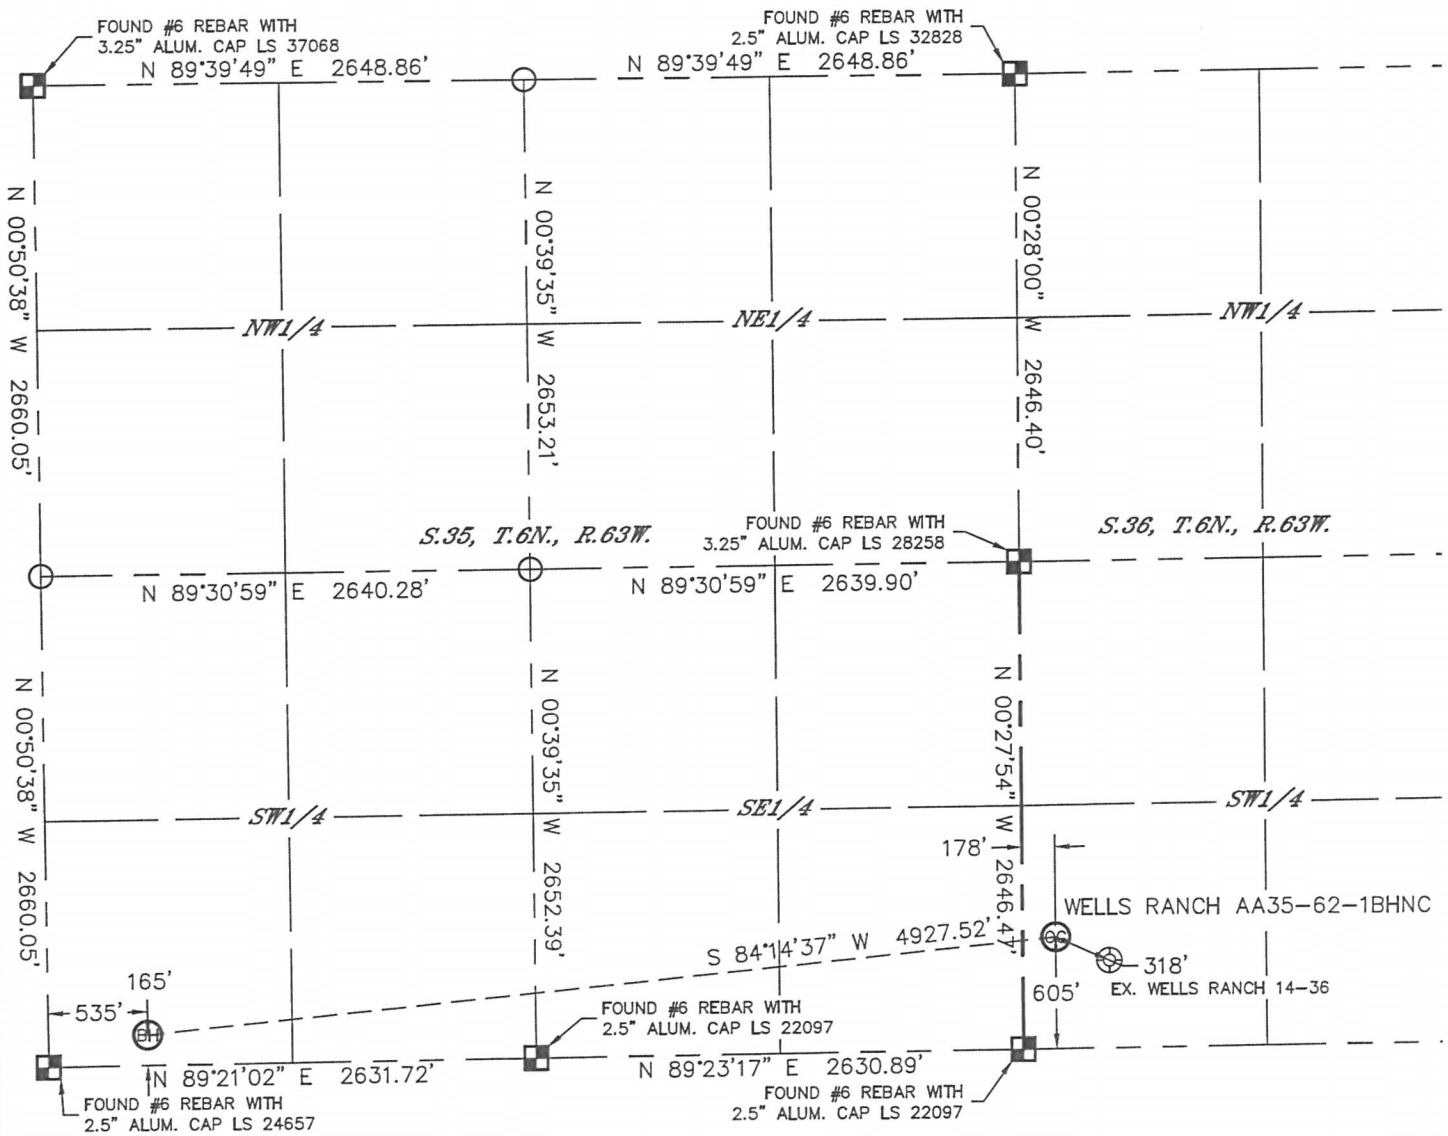 FOUND #6 REBAR WITH
3.25" ALUM. CAP LS 37068
FOUND #6 REBAR WITH
2.5" ALUM. CAP LS 32828
N 89°39'49" E 2648.86'
N 89°39'49" E 2648.86'
N 00°50'38" W 2660.05'
N 00°39'35" W 2653.21'
N 00°28'00" W 2646.40'
NW1/4
NE1/4
NW1/4
S.35, T.6N., R.63W.
FOUND #6 REBAR WITH
3.25" ALUM. CAP LS 28258
S.36, T.6N., R.63W.
N 89°30'59" E 2640.28'
N 89°30'59" E 2639.90'
N 00°50'38" W 2660.05'
N 00°39'35" W 2652.39'
N 00°27'54" W 2646.47'
SW1/4
SE1/4
SW1/4
178'
WELLS RANCH AA35-62-1BHNC
S 84°14'37" W 4927.52'
OG
318'
EX. WELLS RANCH 14-36
605'
165'
535'
BH
FOUND #6 REBAR WITH
2.5" ALUM. CAP LS 22097
N 89°21'02" E 2631.72'
N 89°23'17" E 2630.89'
FOUND #6 REBAR WITH
2.5" ALUM. CAP LS 24657
FOUND #6 REBAR WITH
2.5" ALUM. CAP LS 22097